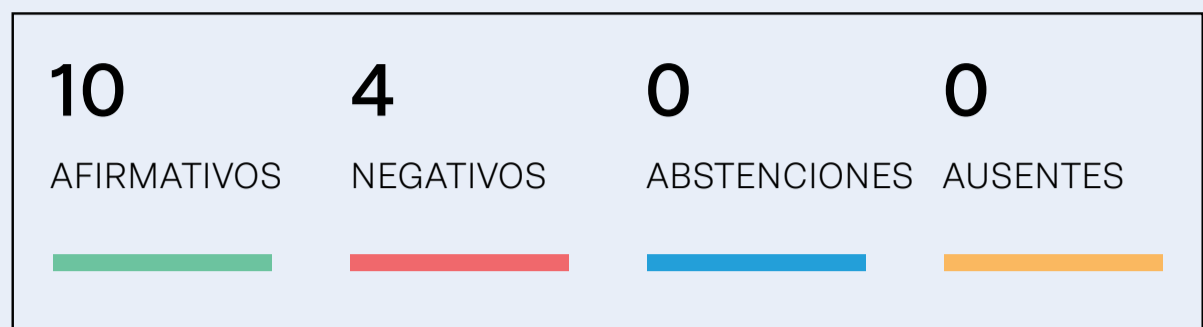 10 4 0 0
AFIRMATIVOS NEGATIVOS ABSTENCIONES AUSENTES